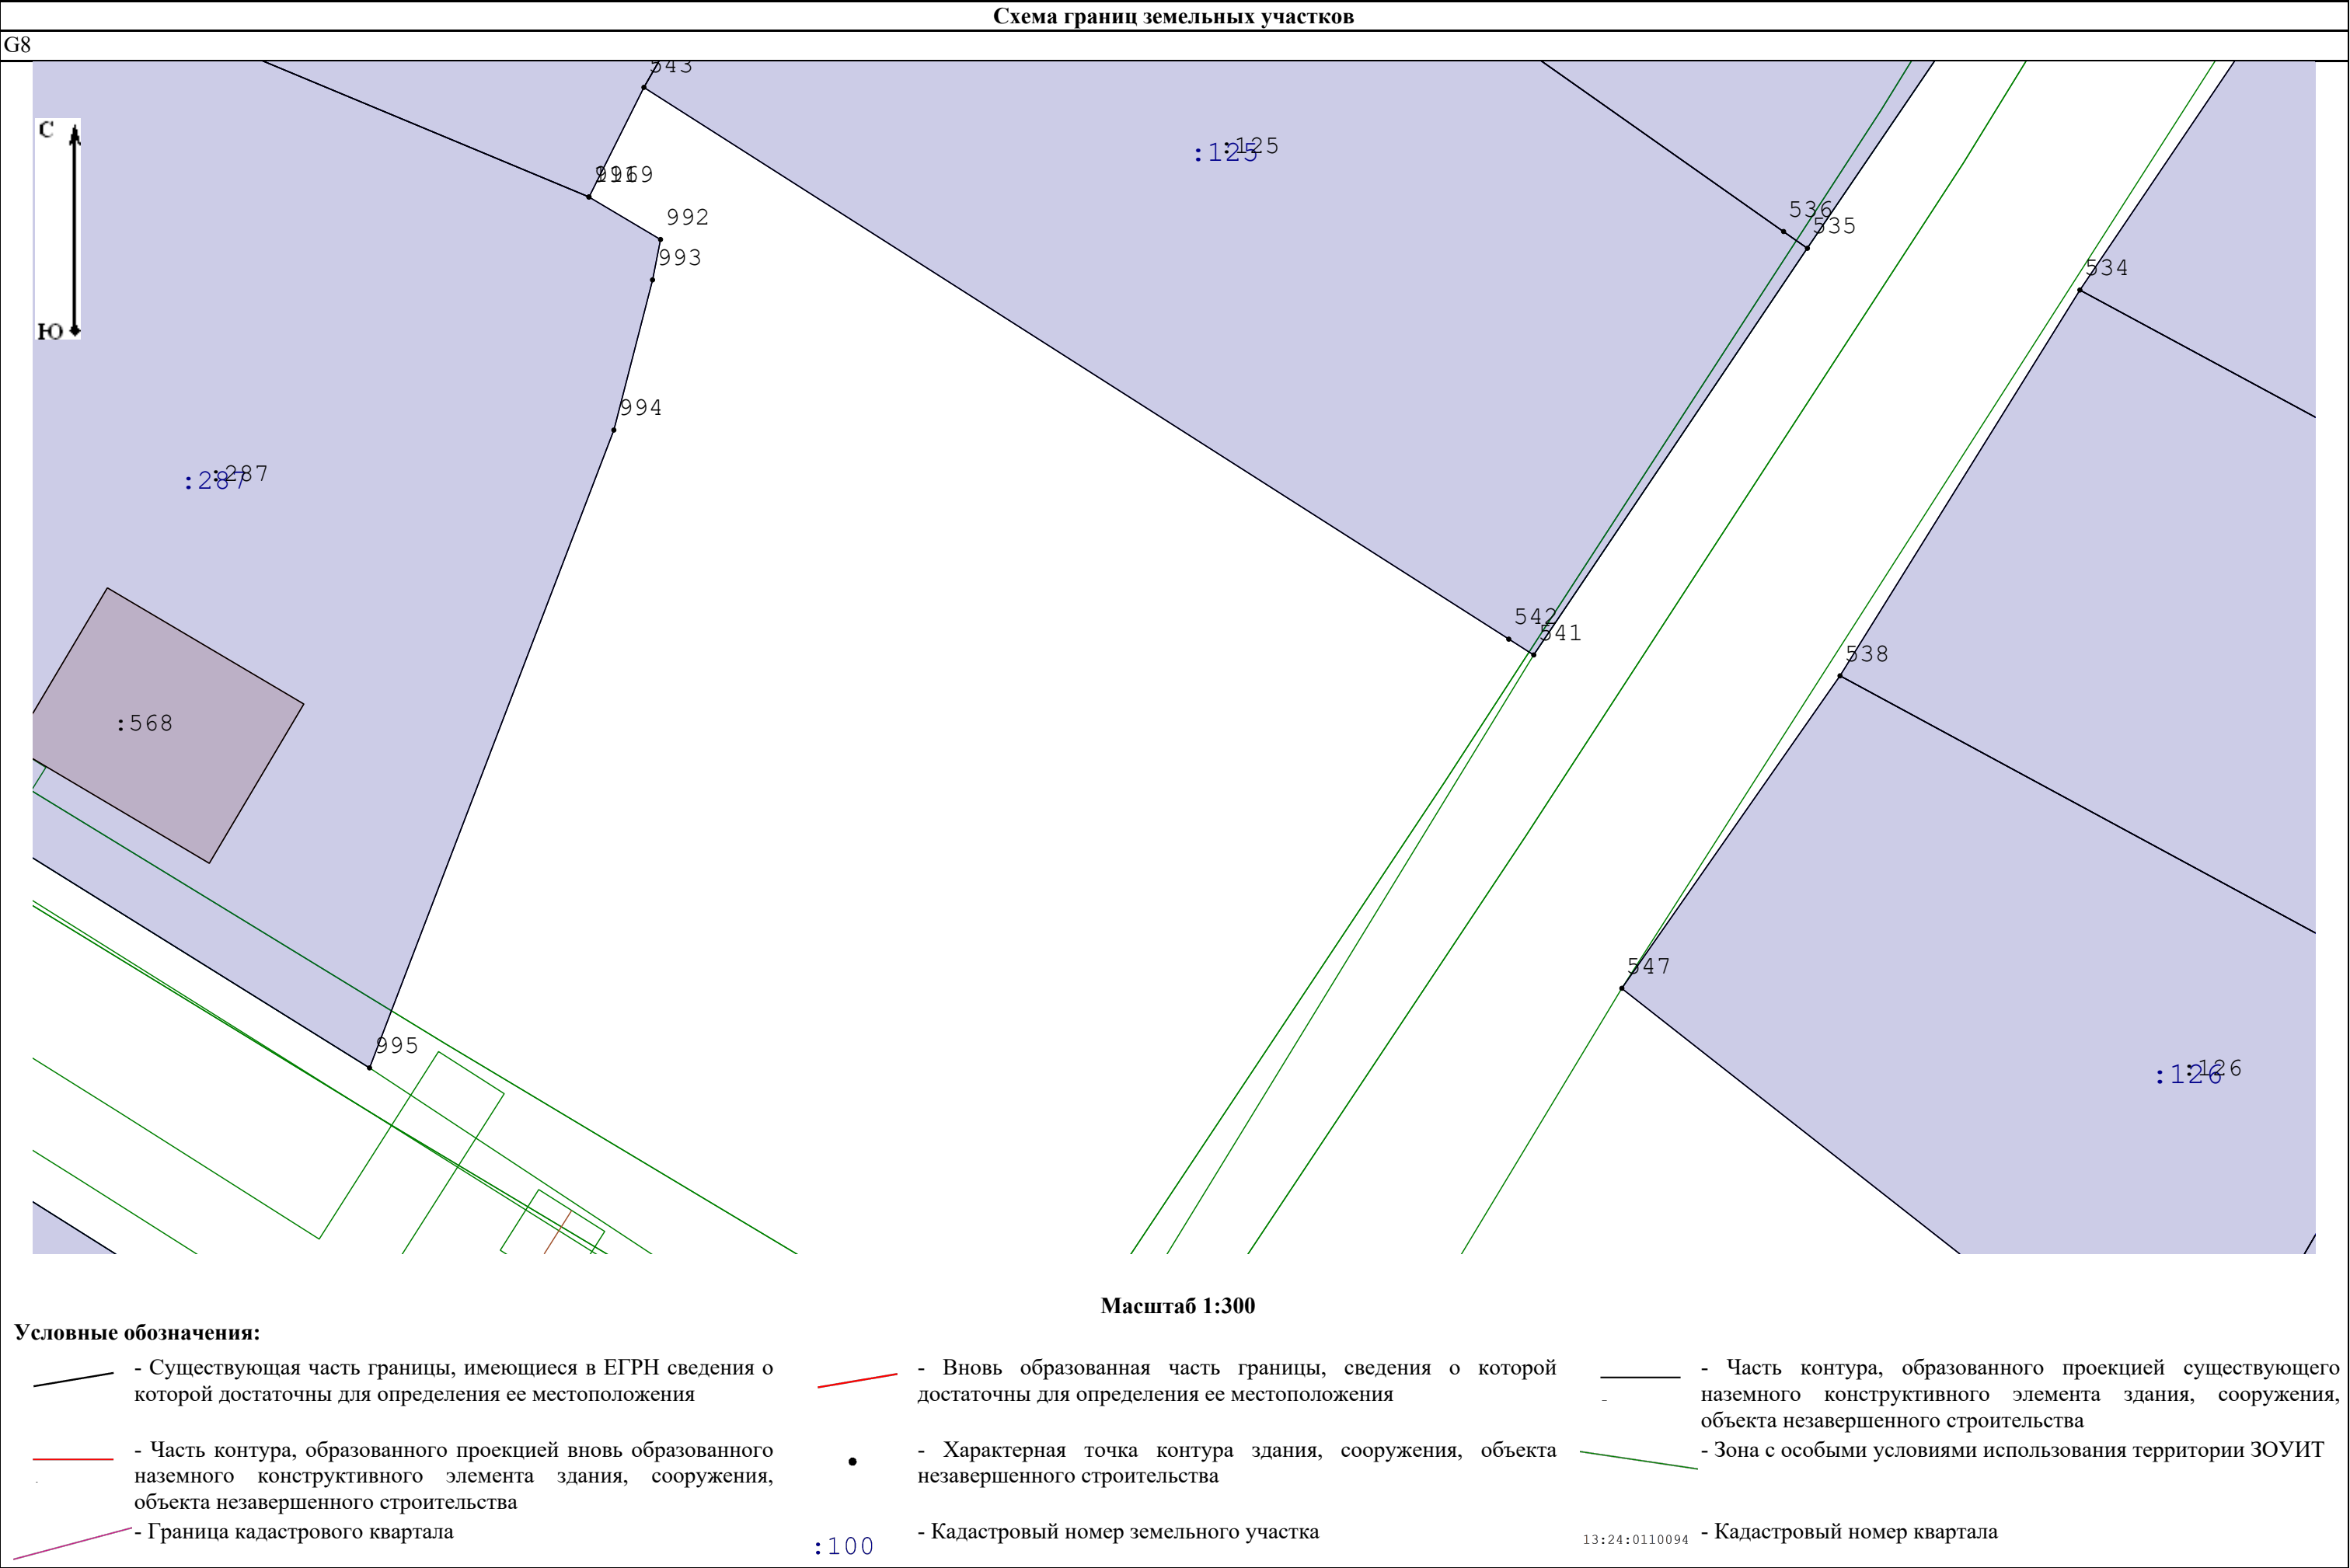 Схема границ земельных участков
G8
543
С
:125
:125
992
536
535
993
534
Ю
994
:287
:287
542
541
538
:568
547
995
:126
:126
Масштаб 1:300
Условные обозначения:
- Существующая часть границы, имеющиеся в ЕГРН сведения о
которой достаточны для определения ее местоположения
- Вновь образованная часть границы, сведения о которой
достаточны для определения ее местоположения
- Часть контура, образованного проекцией существующего
наземного конструктивного элемента здания, сооружения,
объекта незавершенного строительства
- Часть контура, образованного проекцией вновь образованного
наземного конструктивного элемента здания, сооружения,
объекта незавершенного строительства
- Характерная точка контура здания, сооружения, объекта
незавершенного строительства
- Зона с особыми условиями использования территории ЗОУИТ
- Граница кадастрового квартала
:100
- Кадастровый номер земельного участка
13:24:0110094
- Кадастровый номер квартала